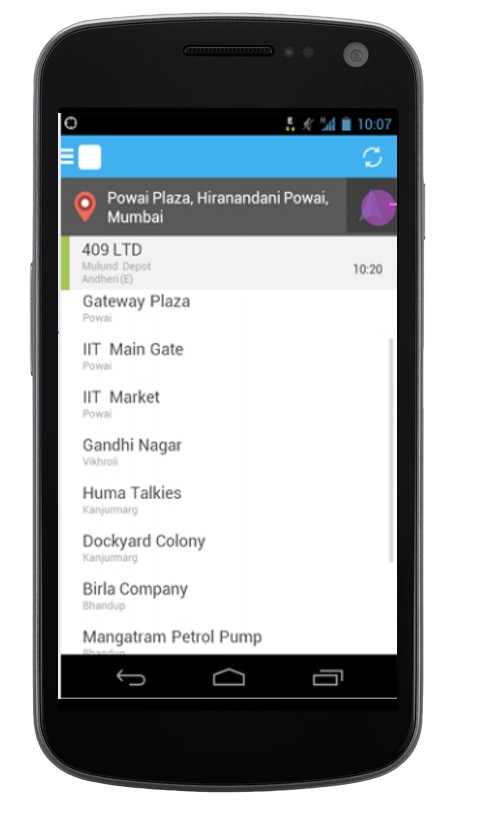 10:07
Powai Plaza, Hiranandani Powai,
Mumbai
409 LTD
Mulund Depot
Andheri(E)
10:20
Gateway Plaza
Powai
IIT Main Gate
Powai
IIT Market
Powai
Gandhi Nagar
Vikhroli
Huma Talkies
Kanjurmarg
Dockyard Colony
Kanjurmarg
Birla Company
Bhandup
Mangatram Petrol Pump
Bhandup